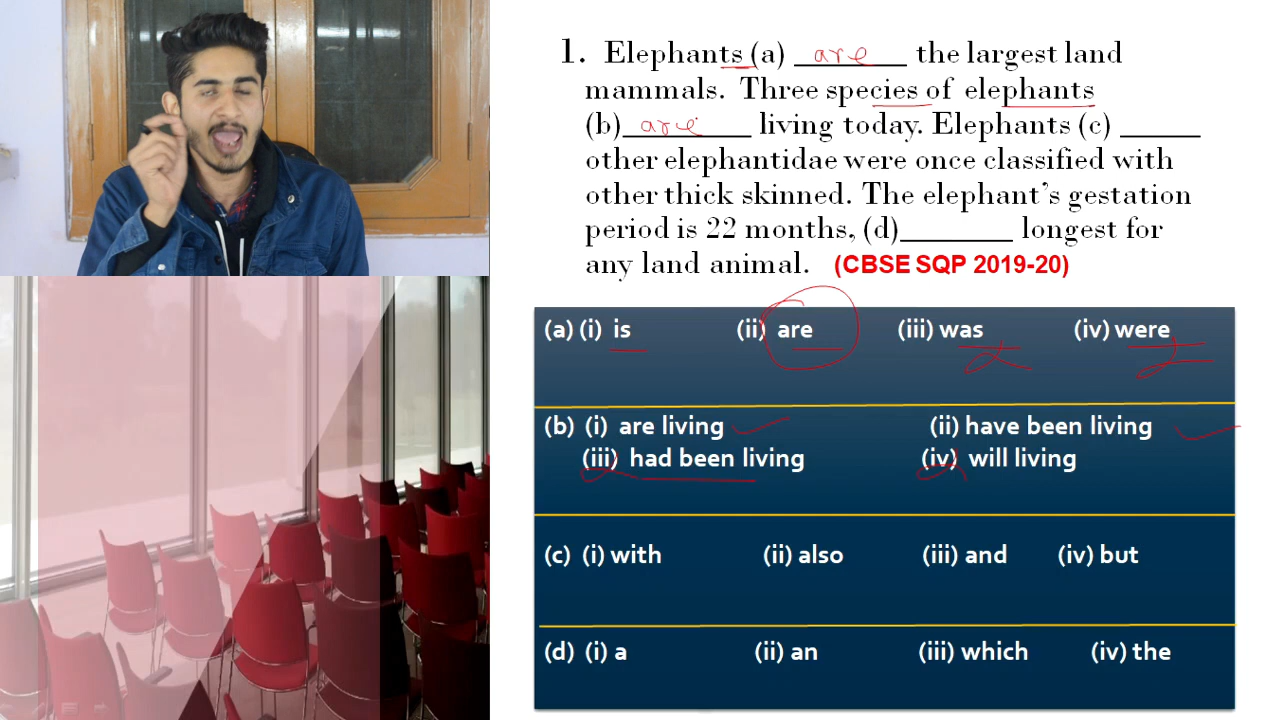 1. Elephants (a) are the largest land
mammals. Three species of elephants
(b) are living today. Elephants (c) ______
other elephantidae were once classified with
other thick skinned. The elephant's gestation
period is 22 months, (d)________ longest for
any land animal. (CBSE SQP 2019-20)
(a) (i) is (ii) are (iii) was (iv) were
(b) (i) are living (ii) have been living
(iii) had been living (iv) will living
(c) (i) with (ii) also (iii) and (iv) but
(d) (i) a (ii) an (iii) which (iv) the